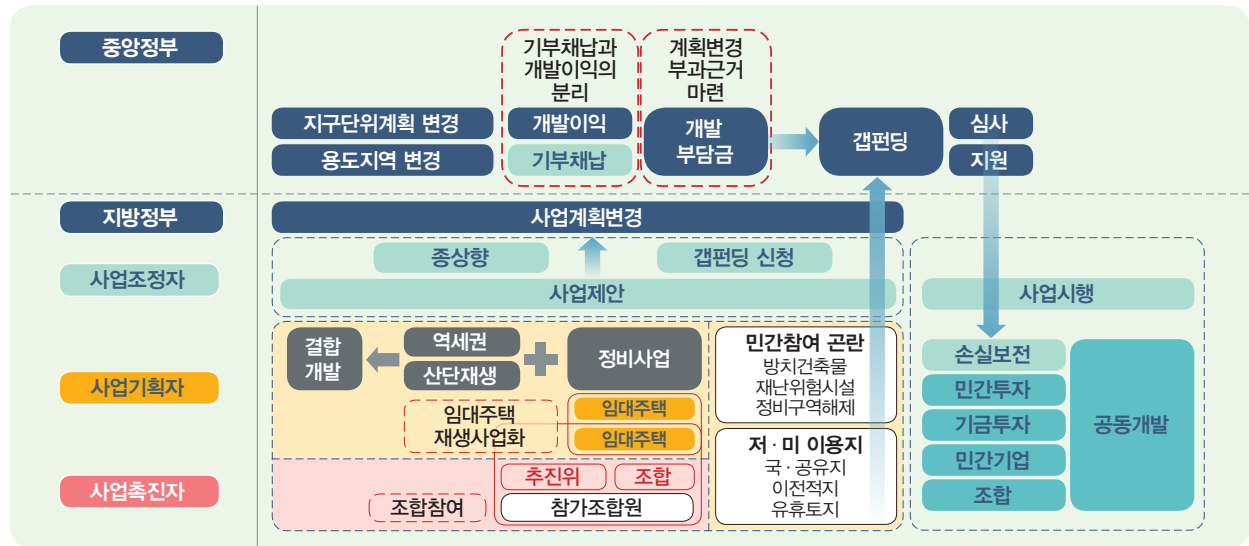 중앙정부
기부채납과
개발이익의
분리
계획변경
부과근거
마련
지구단위계획 변경
개발이익
개발
부담금
갭펀딩
심사
용도지역 변경
기부채납
지원
지방정부
사업계획변경
사업조정자
종상향
갭펀딩 신청
사업제안
사업시행
사업기획자
결합
개발
역세권
산단재생
정비사업
임대주택
임대주택
임대주택
재생사업화
민간참여 곤란
방치건축물
재난위험시설
정비구역해제
저 · 미 이용지
국 · 공유지
이전적지
유휴토지
손실보전
민간투자
기금투자
민간기업
조합
공동개발
사업촉진자
추진위
조합
조합참여
참가조합원